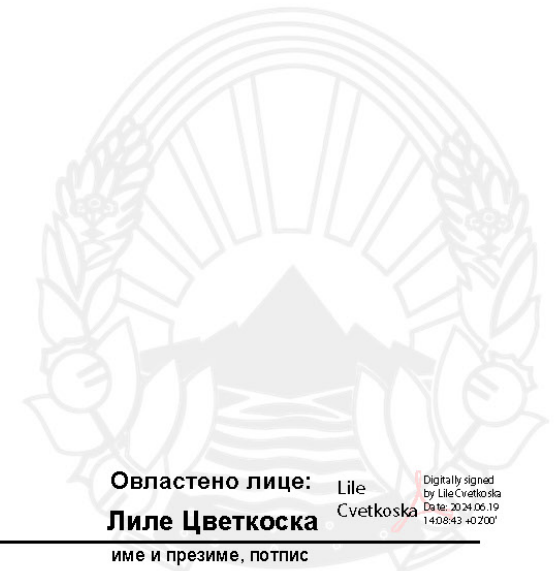 Овластено лице:
Лиле Цветкоска
Lile
Cvetkoska
Digitally signed
by Lile Cvetkoska
Date: 2024.06.19
14:08:43 +02'00'
име и презиме, потпис